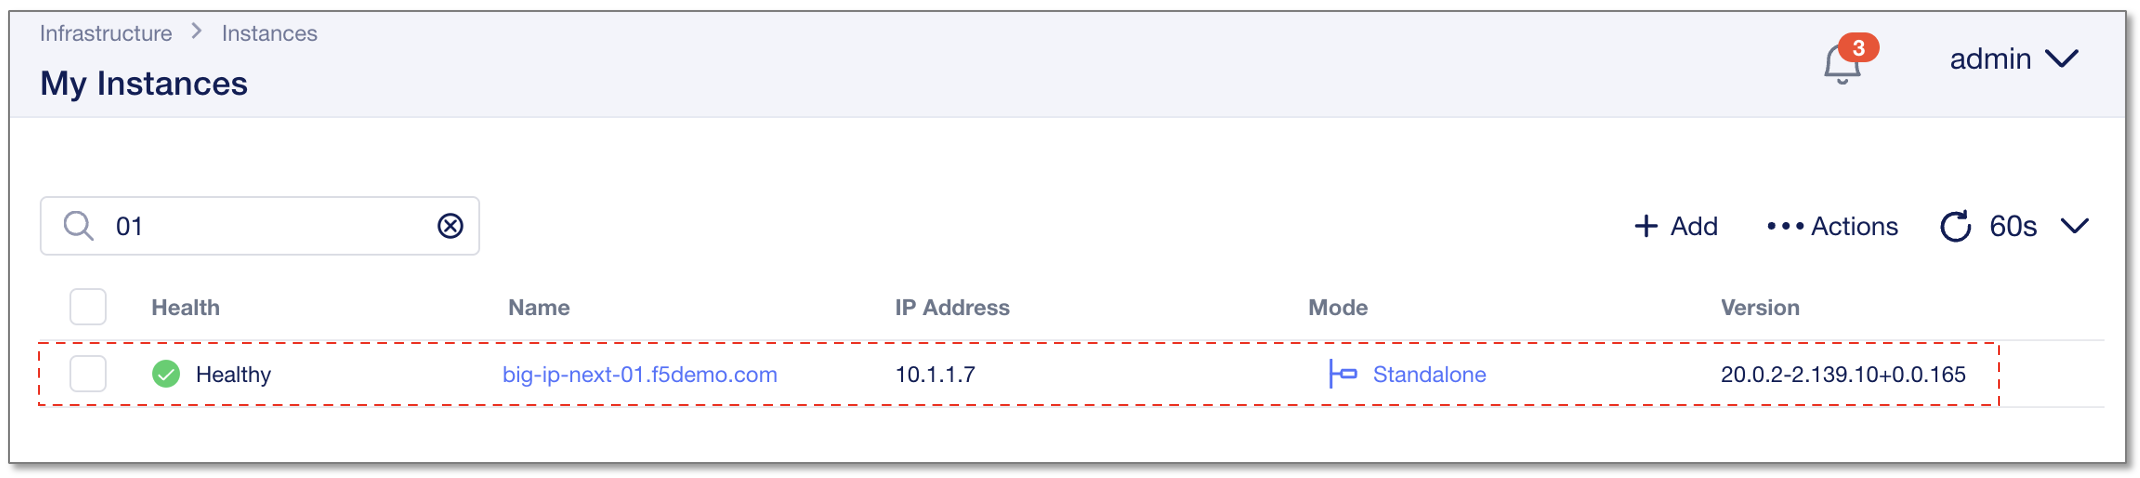 Infrastructure > Instances
My Instances
3
admin
01
+ Add ••• Actions 60s
Health Name IP Address Mode Version
Healthy big-ip-next-01.f5demo.com 10.1.1.7 Standalone 20.0.2-2.139.10+0.0.165